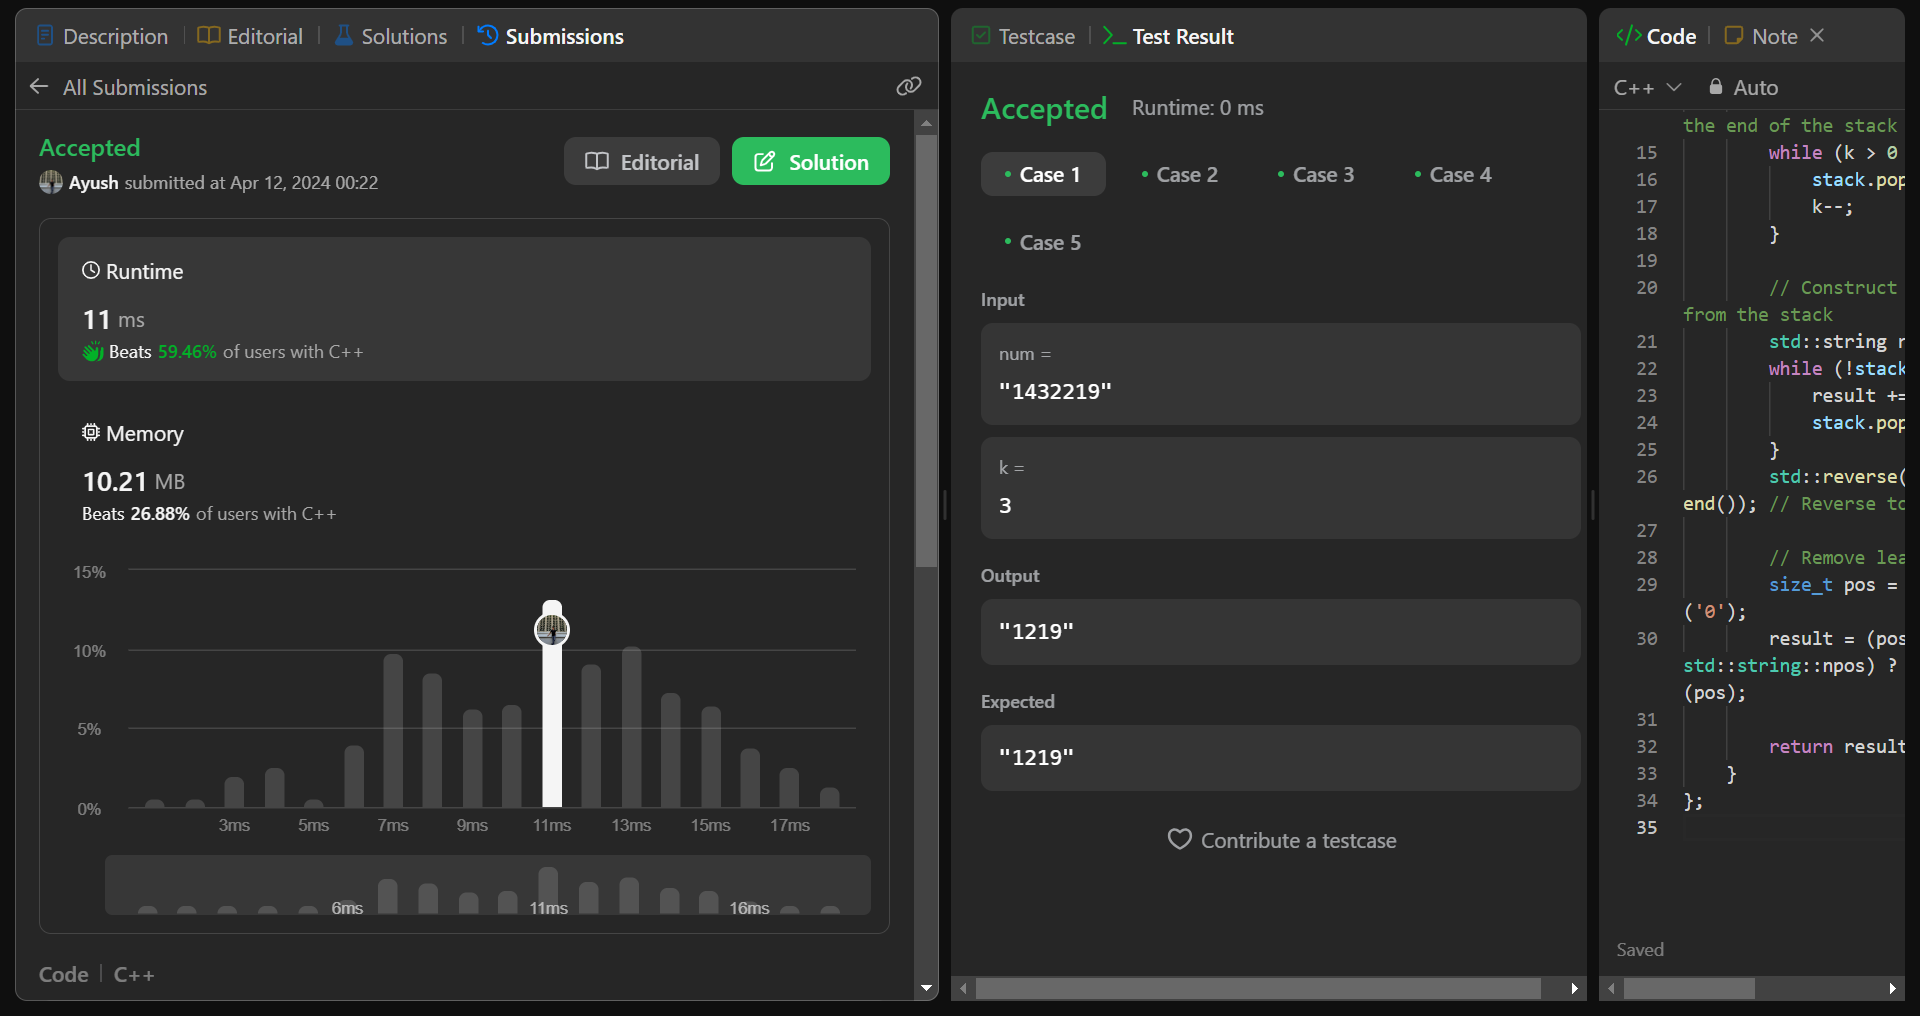 Description | Editorial | Solutions | Submissions
All Submissions
Accepted
Ayush submitted at Apr 12, 2024 00:22
Editorial
Solution
Runtime
11 ms
Beats 59.46% of users with C++
Memory
10.21 MB
Beats 26.88% of users with C++
15%
10%
5%
0%
3ms 5ms 7ms 9ms 11ms 13ms 15ms 17ms
6ms 11ms 16ms
Code | C++
Testcase | Test Result
Accepted Runtime: 0 ms
Case 1 Case 2 Case 3 Case 4
Case 5
Input
num =
"1432219"
k =
3
Output
"1219"
Expected
"1219"
Contribute a testcase
</> Code | Note
C++ Auto
the end of the stack
15 while (k > 0
16 stack.pop
17 k--;
18 }
19
20 // Construct
from the stack
21 std::string r
22 while (!stack
23 result +=
24 stack.pop
25 }
26 std::reverse(
end()); // Reverse to
27
28 // Remove lea
29 size_t pos =
('0');
30 result = (pos
std::string::npos) ?
(pos);
31
32 return result
33 }
34 };
35
Saved